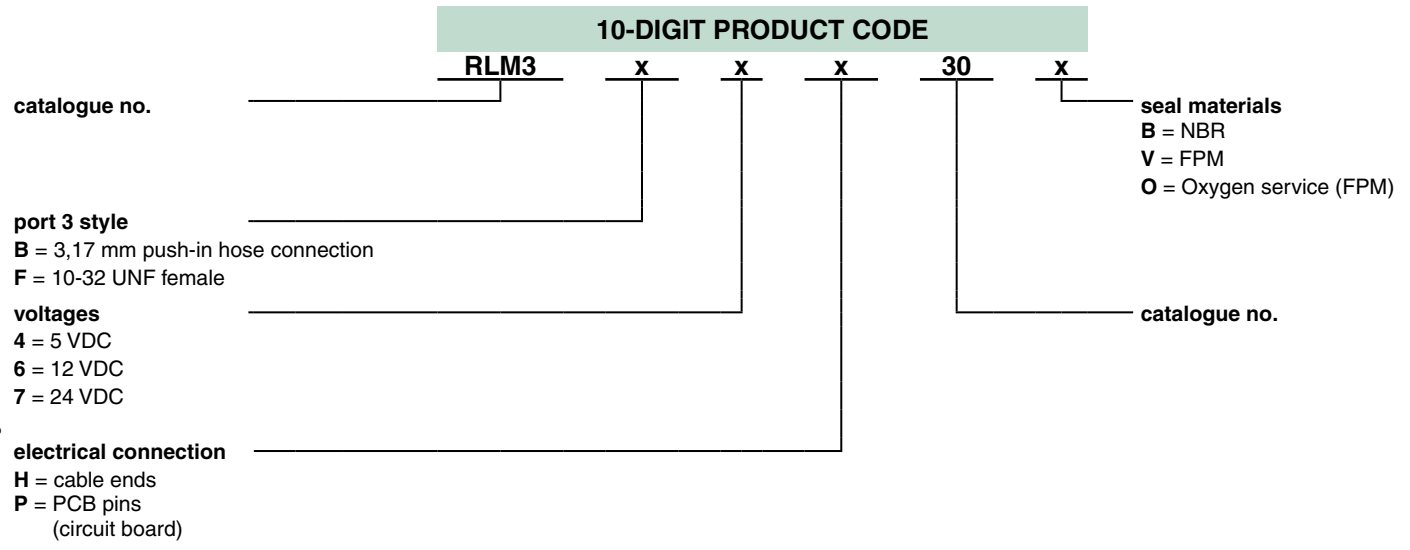 10-DIGIT PRODUCT CODE
RLM3 x x x 30 x
catalogue no.
seal materials
B = NBR
V = FPM
O = Oxygen service (FPM)
port 3 style
B = 3,17 mm push-in hose connection
F = 10-32 UNF female
voltages
4 = 5 VDC
6 = 12 VDC
7 = 24 VDC
catalogue no.
electrical connection
H = cable ends
P = PCB pins
(circuit board)